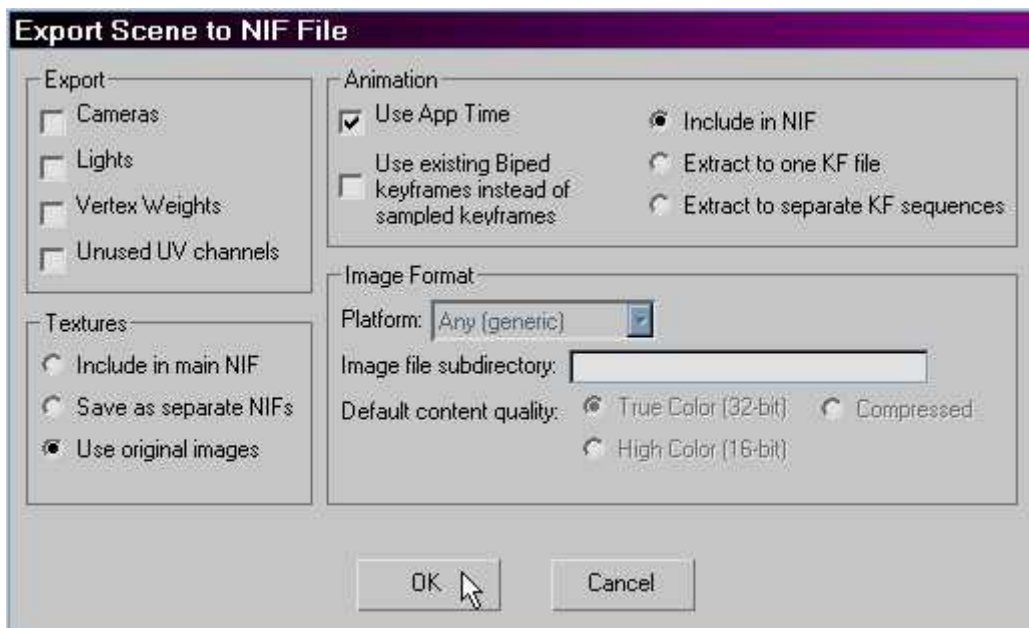 Export Scene to NIF File
Export
Cameras
Lights
Vertex Weights
Unused UV channels
Textures
Include in main NIF
Save as separate NIFs
Use original images
Animation
Use App Time
Use existing Biped
keyframes instead of
sampled keyframes
Include in NIF
Extract to one KF file
Extract to separate KF sequences
Image Format
Platform: Any (generic)
Image file subdirectory:
Default content quality: True Color (32-bit) Compressed
High Color (16-bit)
OK Cancel